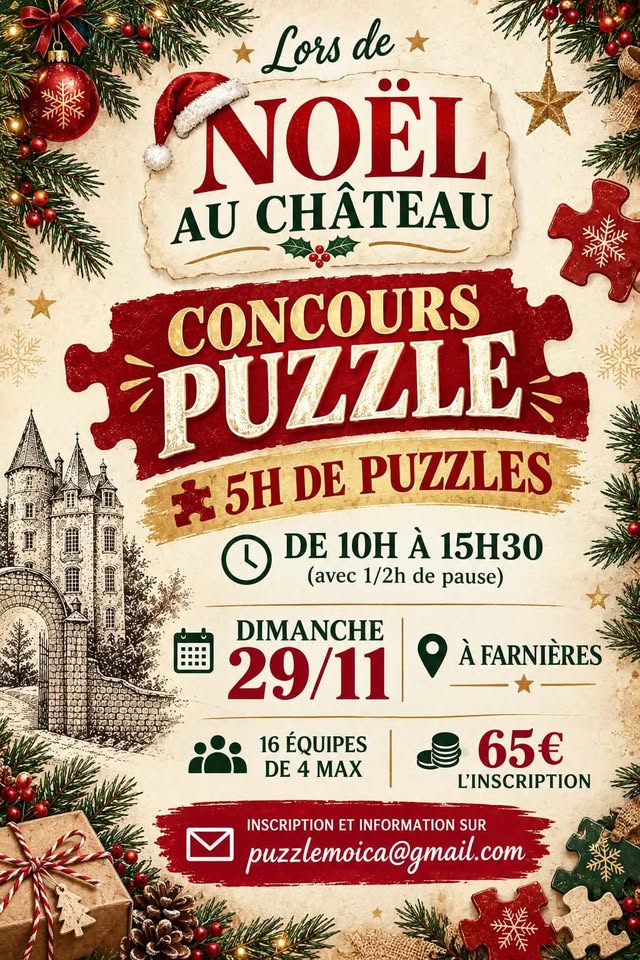 Lors de
NOËL
AU CHÂTEAU
CONCOURS
PUZZLE
5H DE PUZZLES
DE 10H À 15H30
(avec 1/2h de pause)
DIMANCHE
29/11
À FARNIÈRES
16 ÉQUIPES
DE 4 MAX
65€
L'INSCRIPTION
INSCRIPTION ET INFORMATION SUR
puzzlemoica@gmail.com